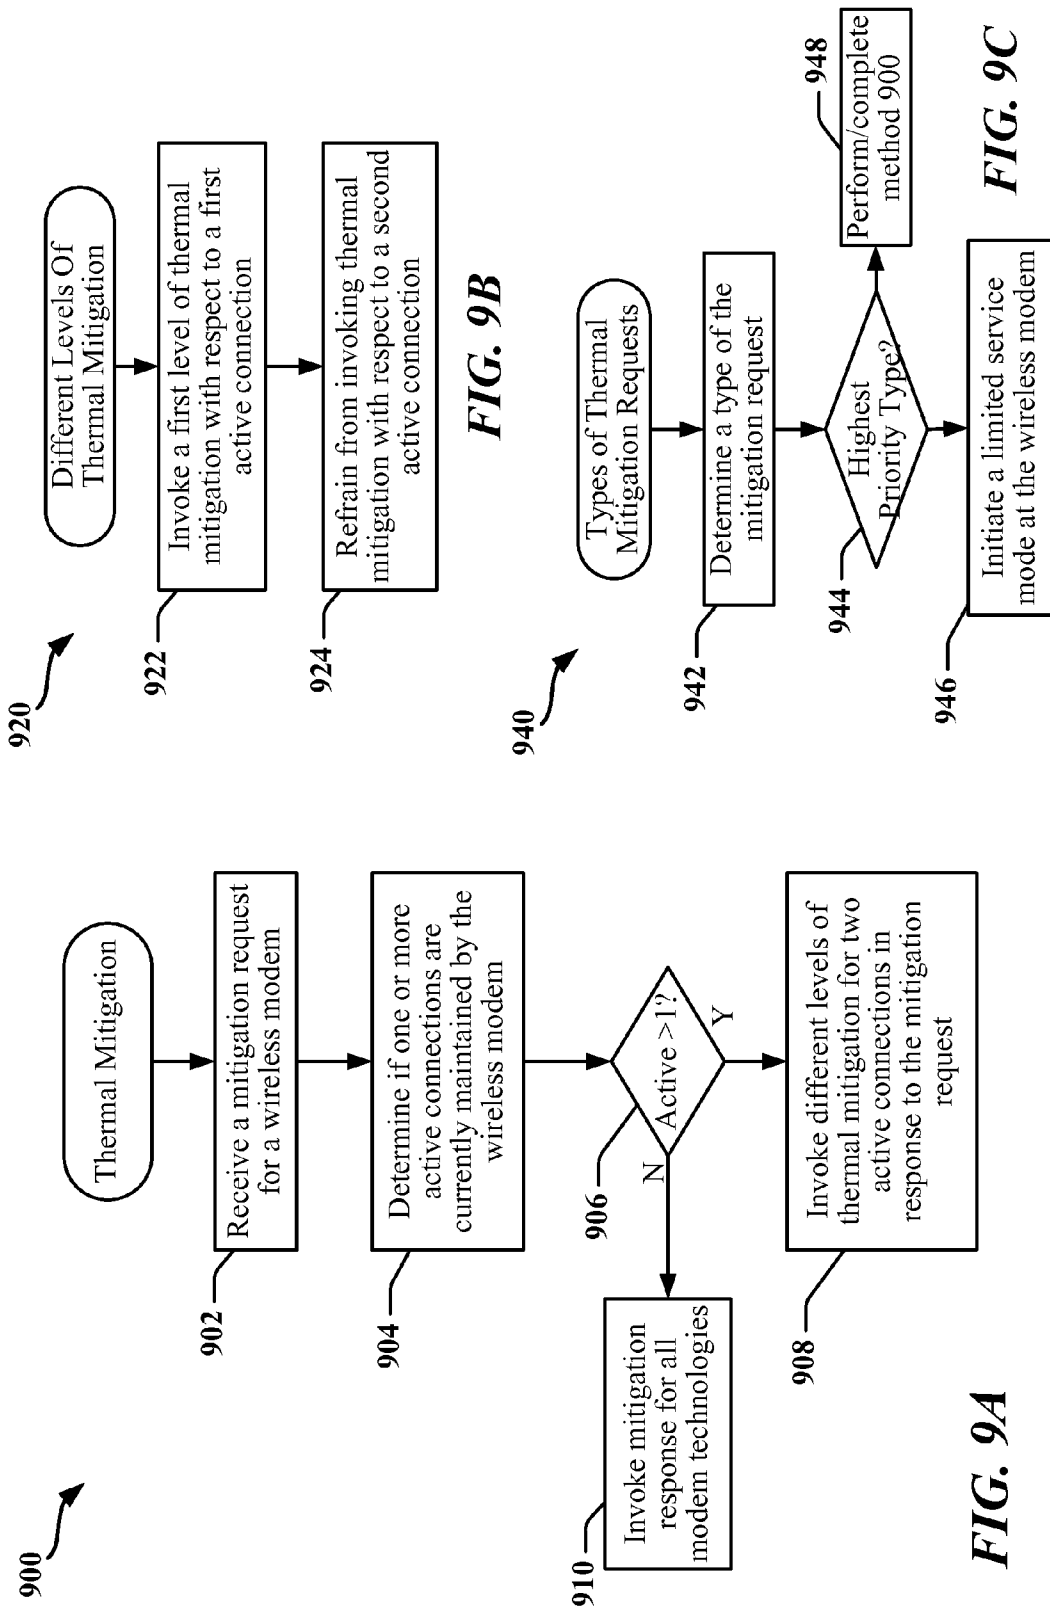 900
Thermal Mitigation
902
Receive a mitigation request
for a wireless modem
904
Determine if one or more
active connections are
currently maintained by the
wireless modem
906
Active >1?
N
Y
910
Invoke mitigation
response for all
modem technologies
908
Invoke different levels of
thermal mitigation for two
active connections in
response to the mitigation
request
FIG. 9A
920
Different Levels Of
Thermal Mitigation
922
Invoke a first level of thermal
mitigation with respect to a first
active connection
924
Refrain from invoking thermal
mitigation with respect to a second
active connection
FIG. 9B
940
Types of Thermal
Mitigation Requests
942
Determine a type of the
mitigation request
944
Highest
Priority Type?
948
Perform/complete
method 900
946
Initiate a limited service
mode at the wireless modem
FIG. 9C